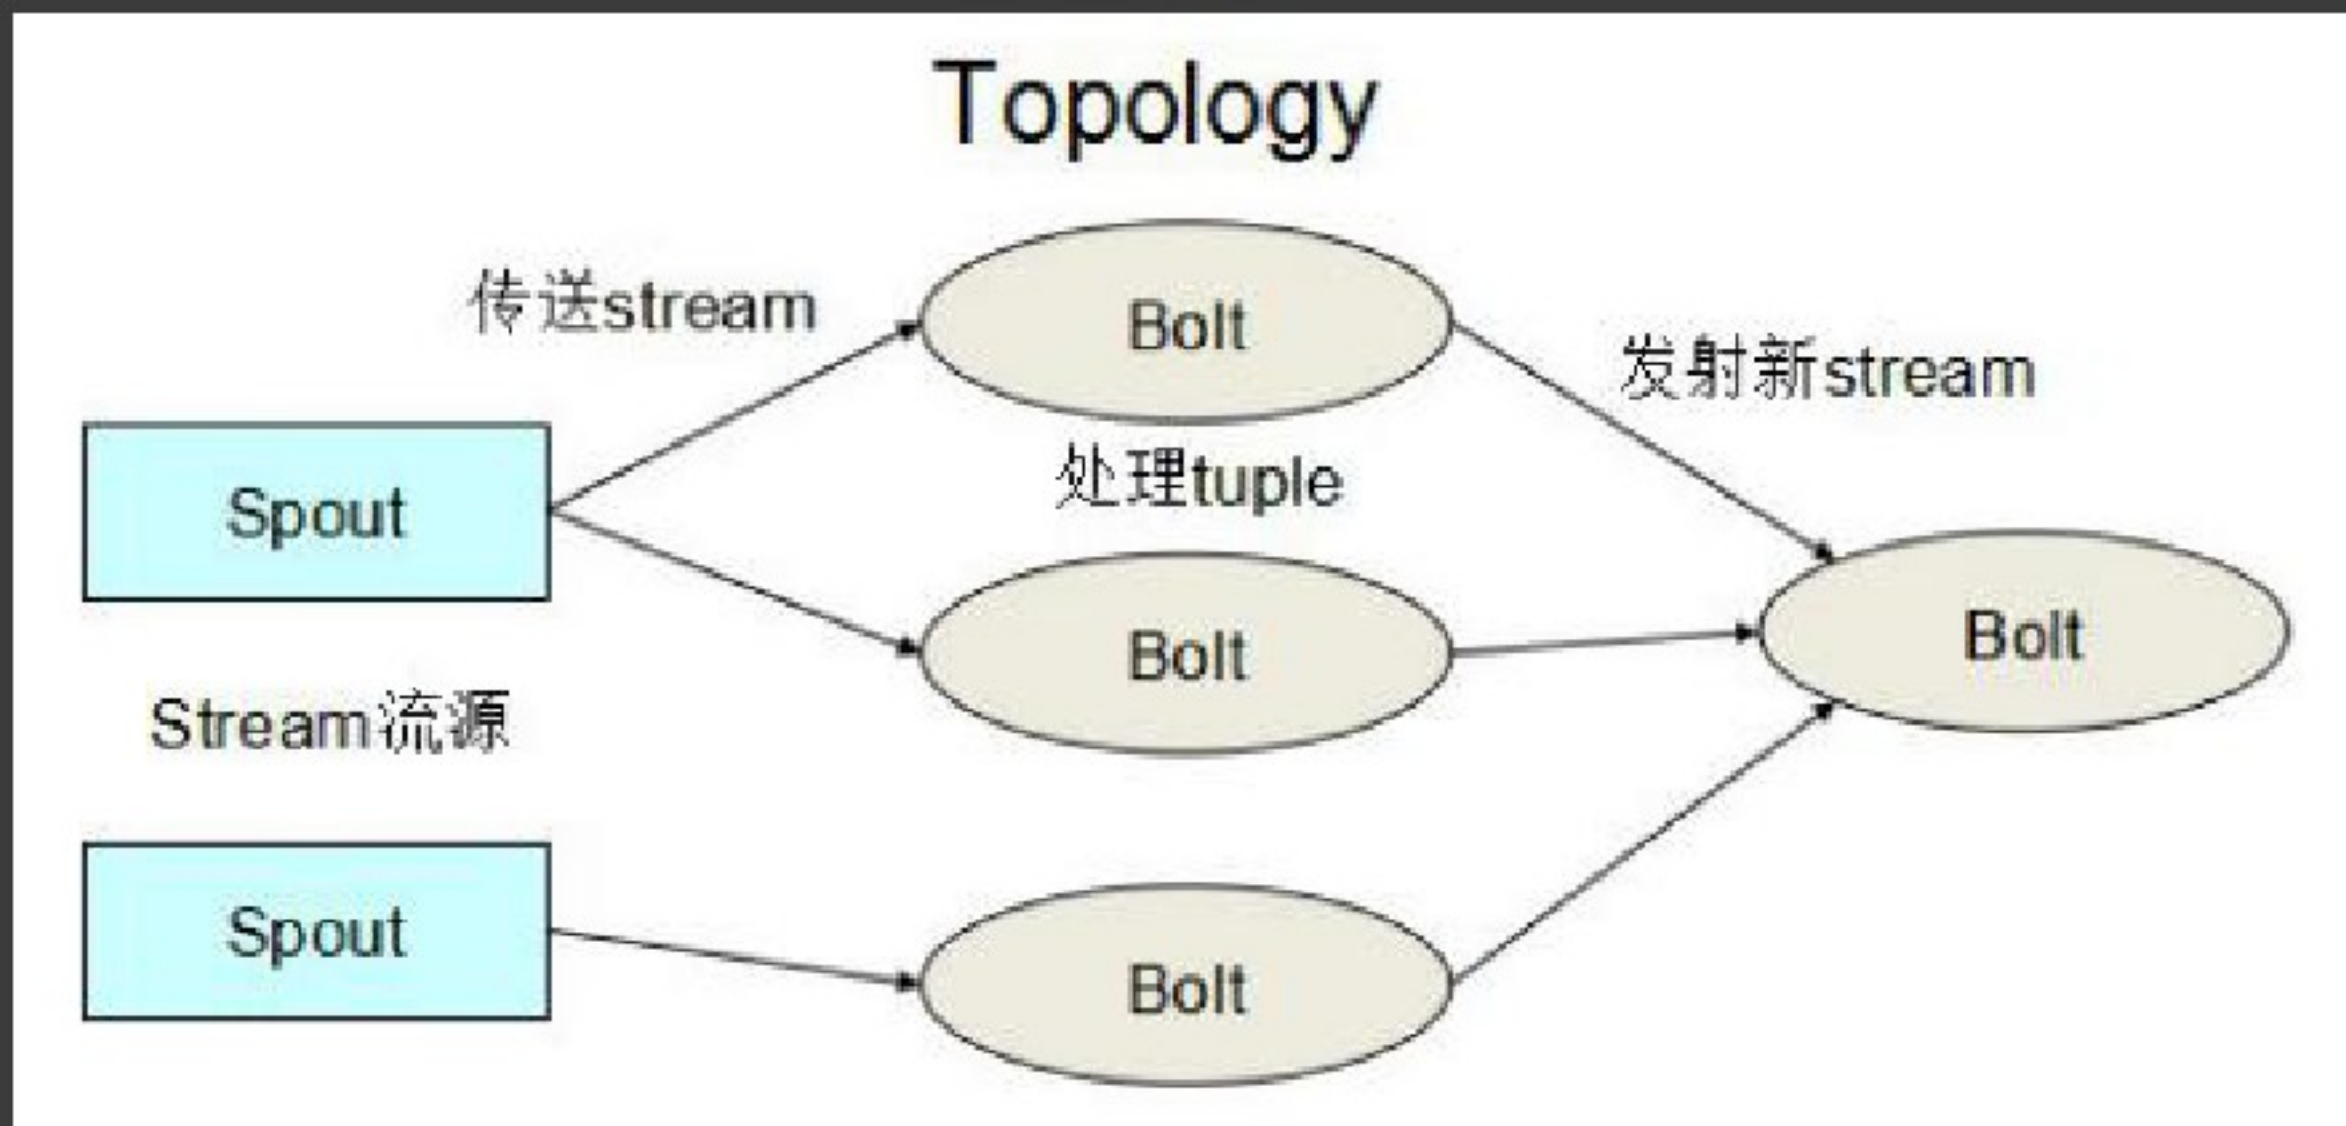 Topology
传送stream
Bolt
发射新stream
Spout
处理tuple
Bolt
Bolt
Stream流源
Spout
Bolt